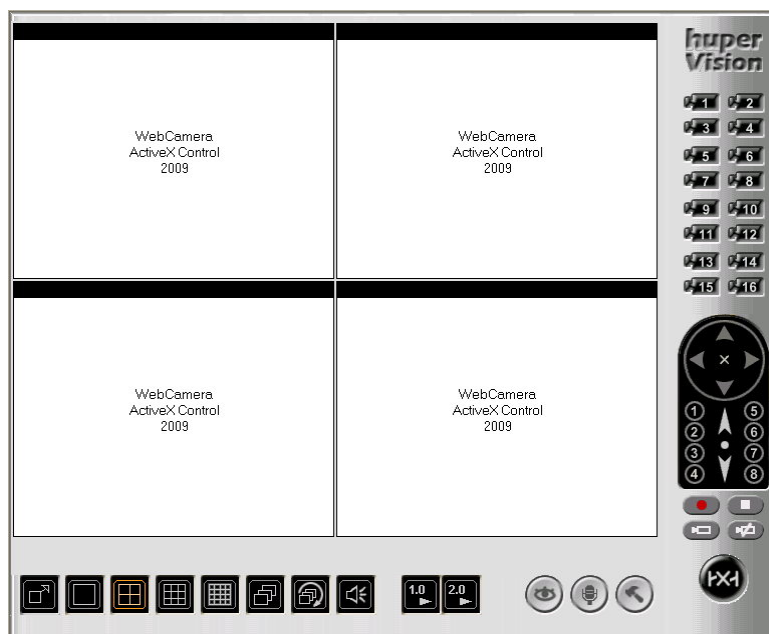 huper
Vision
WebCamera
ActiveX Control
2009
WebCamera
ActiveX Control
2009
1 2
3 4
5 6
7 8
9 10
11 12
13 14
15 16
WebCamera
ActiveX Control
2009
WebCamera
ActiveX Control
2009
1 5
2 6
3 7
4 8
1.0 2.0